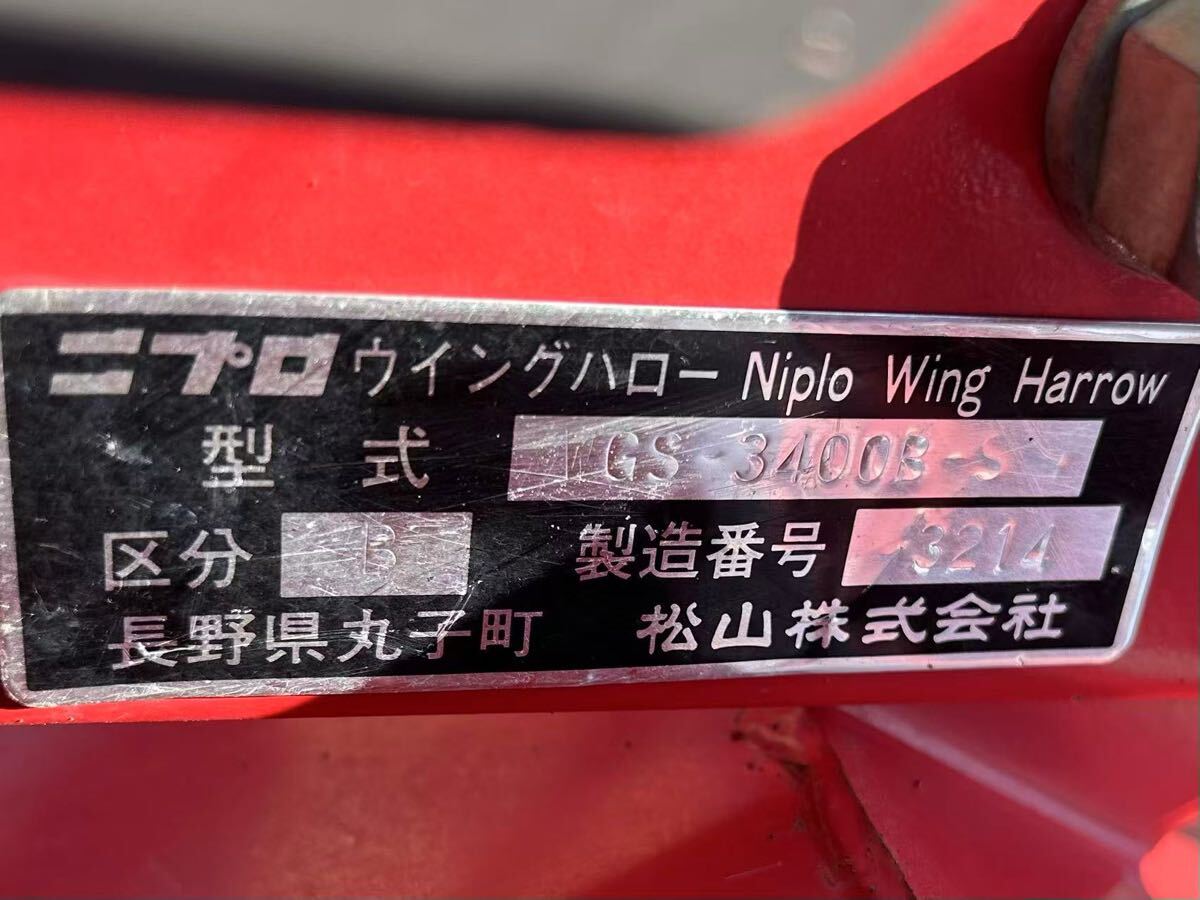 ニプロ ウイングハロー Niplo Wing Harrow
型式 WGS-3400B-S
区分 B 製造番号 3214
長野県丸子町 松山株式会社